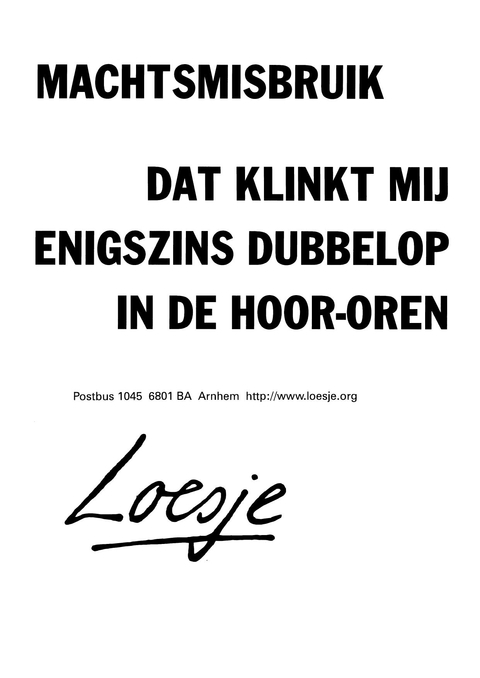 MACHTSMISBRUIK
DAT KLINKT MIJ
ENIGSZINS DUBBELOP
IN DE HOOR-OREN
Postbus 1045 6801 BA Arnhem http://www.loesje.org
Loesje